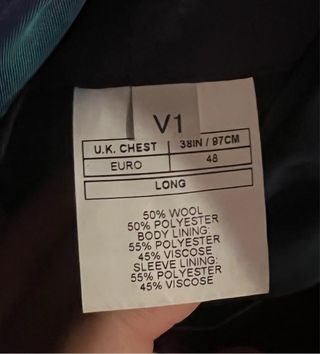 V1
U.K. CHEST 38IN / 97CM
EURO 48
LONG
50% WOOL
50% POLYESTER
BODY LINING:
55% POLYESTER
45% VISCOSE
SLEEVE LINING:
55% POLYESTER
45% VISCOSE